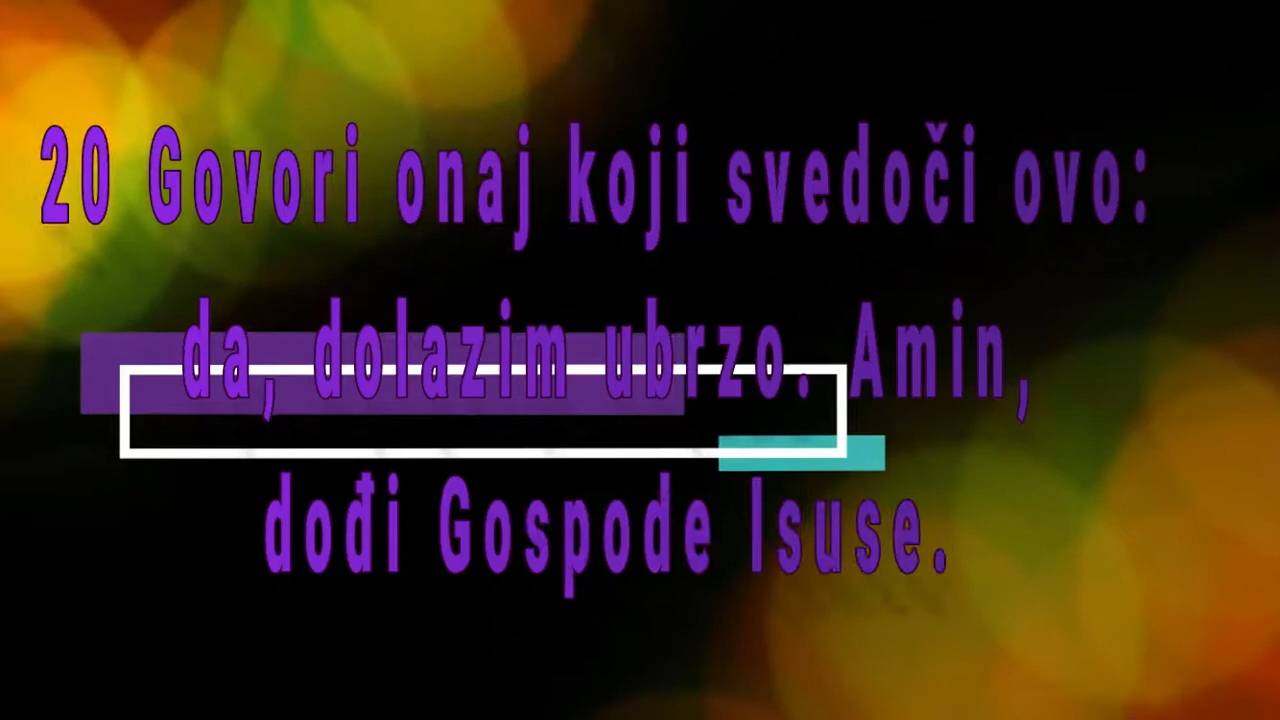 20 Govori onaj koji svedoči ovo:
da, dolazim ubrzo. Amin,
dođi Gospode Isuse.